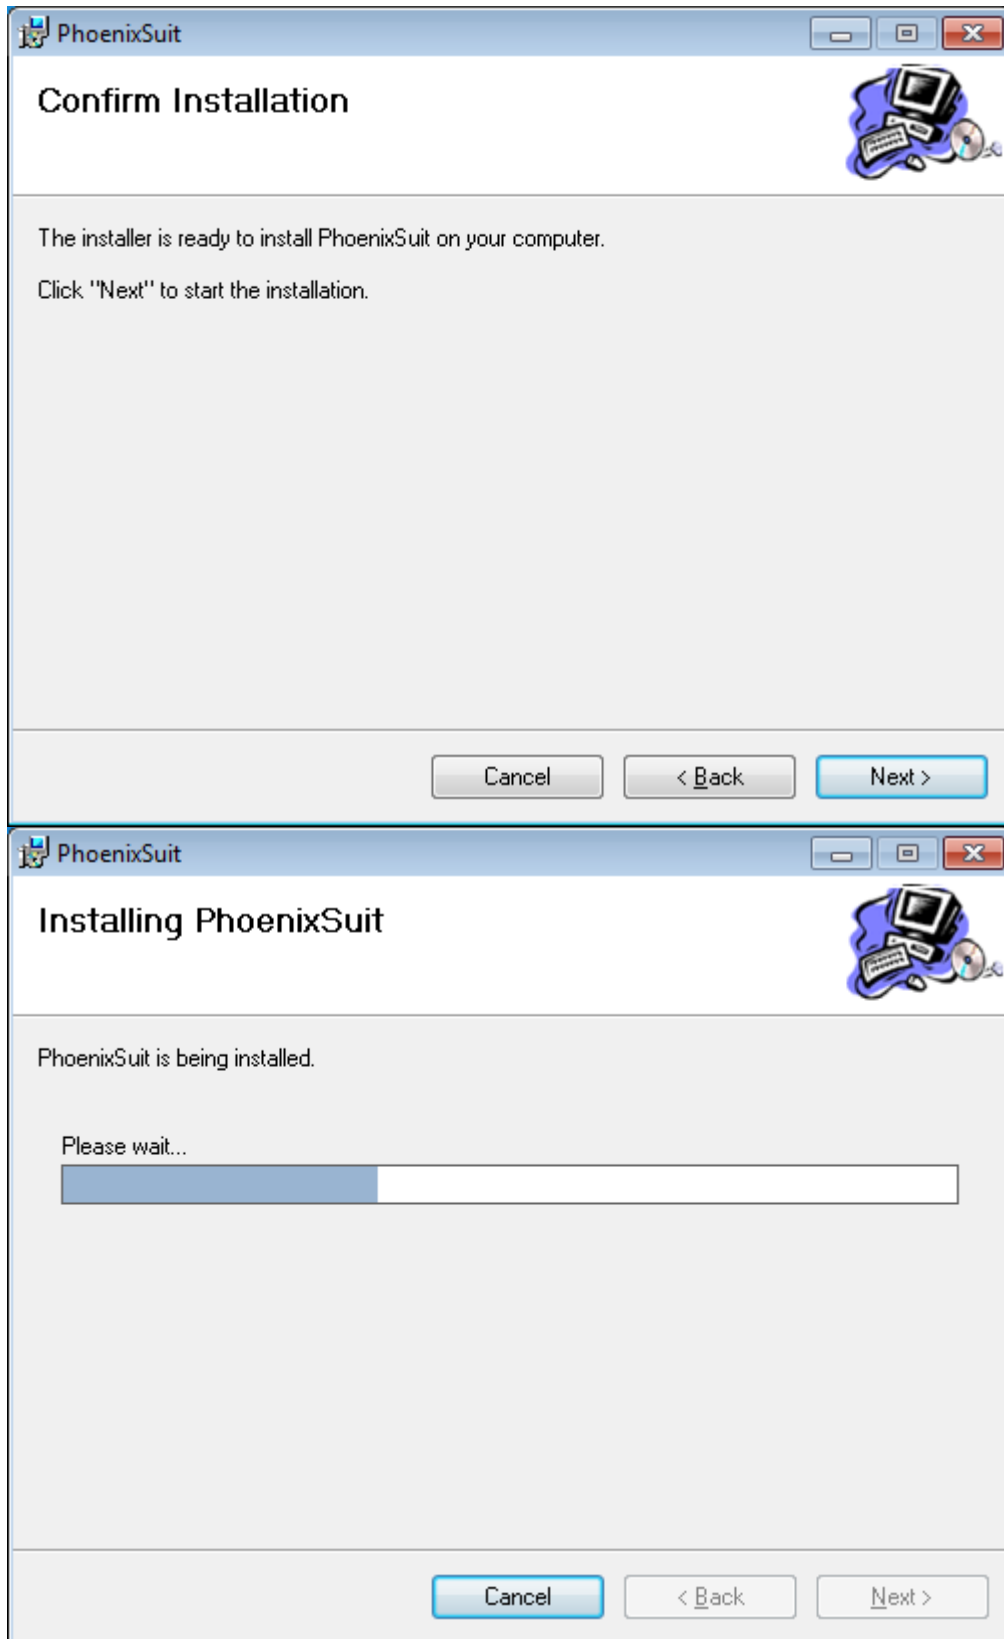 PhoenixSuit
Confirm Installation
The installer is ready to install PhoenixSuit on your computer.
Click "Next" to start the installation.
Cancel
< Back
Next >
PhoenixSuit
Installing PhoenixSuit
PhoenixSuit is being installed.
Please wait...
Cancel
< Back
Next >